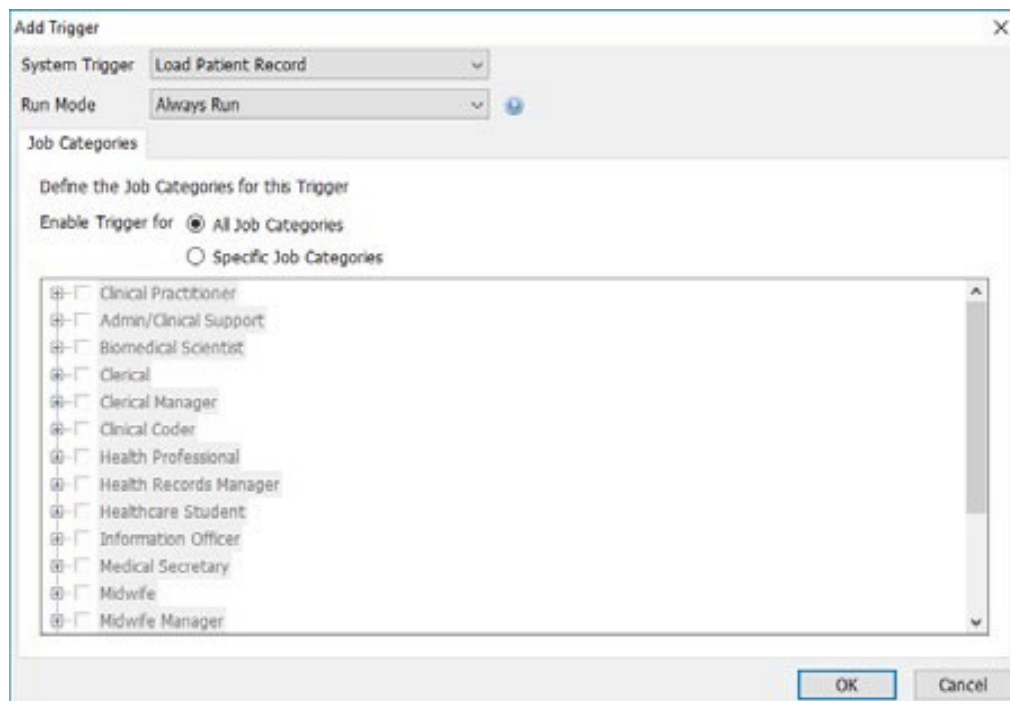 Add Trigger
System Trigger Load Patient Record
Run Mode Always Run
Job Categories
Define the Job Categories for this Trigger
Enable Trigger for All Job Categories
Specific Job Categories
Clinical Practitioner
Admin/Clinical Support
Biomedical Scientist
Clerical
Clerical Manager
Clinical Coder
Health Professional
Health Records Manager
Healthcare Student
Information Officer
Medical Secretary
Midwife
Midwife Manager
OK Cancel